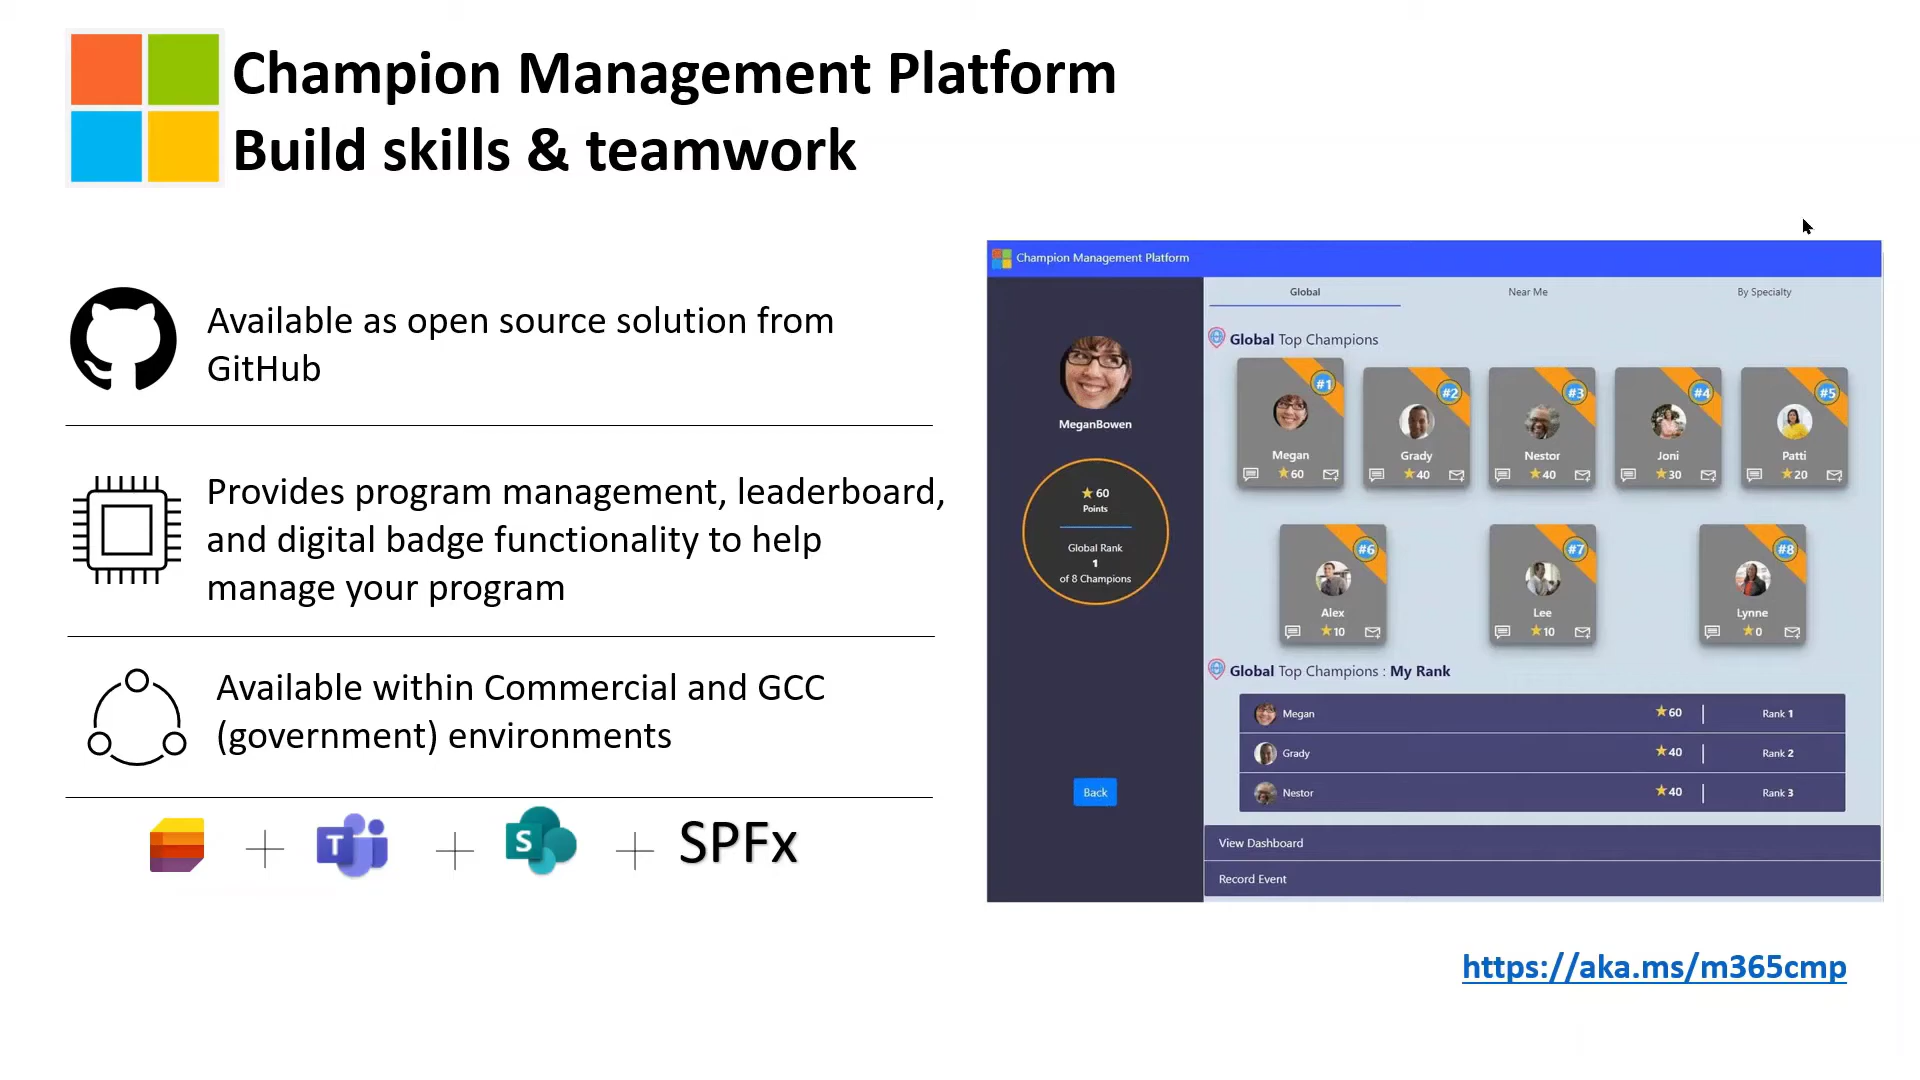 Champion Management Platform
Build skills & teamwork
Available as open source solution from
GitHub
Provides program management, leaderboard,
and digital badge functionality to help
manage your program
Available within Commercial and GCC
(government) environments
T
S
SPFx
Champion Management Platform
MeganBowen
60
Points
Global Rank
1
of 8 Champions
Back
Global Near Me By Specialty
Global Top Champions
#1 #2 #3 #4 #5
Megan Grady Nestor Joni Patti
60 40 40 30 20
#6 #7 #8
Alex Lee Lynne
10 10 0
Global Top Champions : My Rank
Megan 60 Rank 1
Grady 40 Rank 2
Nestor 40 Rank 3
View Dashboard
Record Event
https://aka.ms/m365cmp